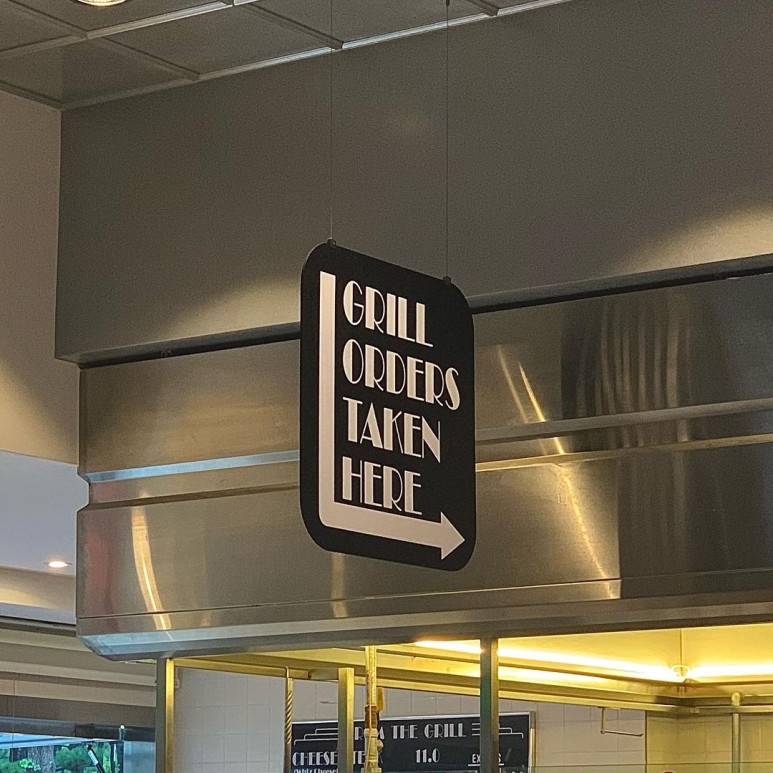 GRILL
ORDERS
TAKEN
HERE
THE GRILL
11.0